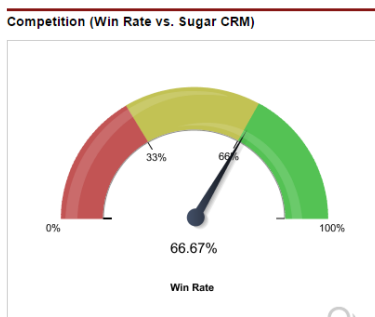 Competition (Win Rate vs. Sugar CRM)
33%
66%
0%
100%
66.67%
Win Rate